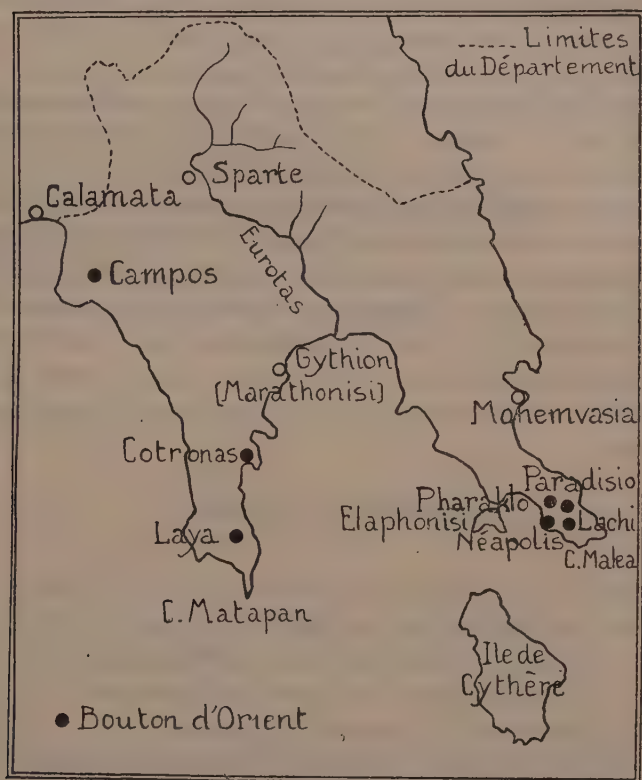 Limites
du Département
Sparte
Calamata
Campos
Eurotas
Gythion
(Marathonisi)
Monemvasia
Cotronas
Paradisio
Pharaklo
Elaphonisi
Lachi
Laya
Néapolis
C. Malea
C. Matapan
Ile de
Cythère
Bouton d'Orient